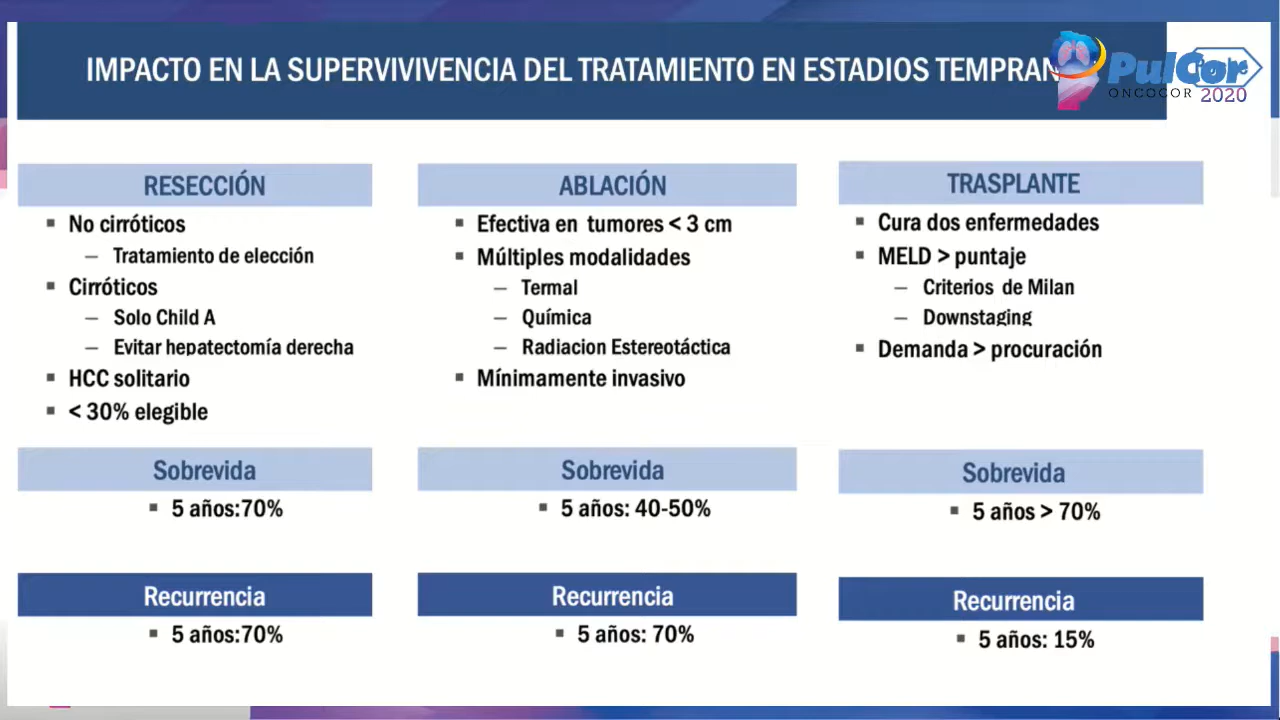 IMPACTO EN LA SUPERVIVIVENCIA DEL TRATAMIENTO EN ESTADIOS TEMPRAN
PulCor
ONCOCOR 2020
RESECCIÓN
▪ No cirróticos
– Tratamiento de elección
▪ Cirróticos
– Solo Child A
– Evitar hepatectomía derecha
▪ HCC solitario
▪ < 30% elegible
Sobrevida
▪ 5 años:70%
Recurrencia
▪ 5 años:70%
ABLACIÓN
▪ Efectiva en tumores < 3 cm
▪ Múltiples modalidades
– Termal
– Química
– Radiacion Estereotáctica
▪ Mínimamente invasivo
Sobrevida
▪ 5 años: 40-50%
Recurrencia
▪ 5 años: 70%
TRASPLANTE
▪ Cura dos enfermedades
▪ MELD > puntaje
– Criterios de Milan
– Downstaging
▪ Demanda > procuración
Sobrevida
▪ 5 años > 70%
Recurrencia
▪ 5 años: 15%